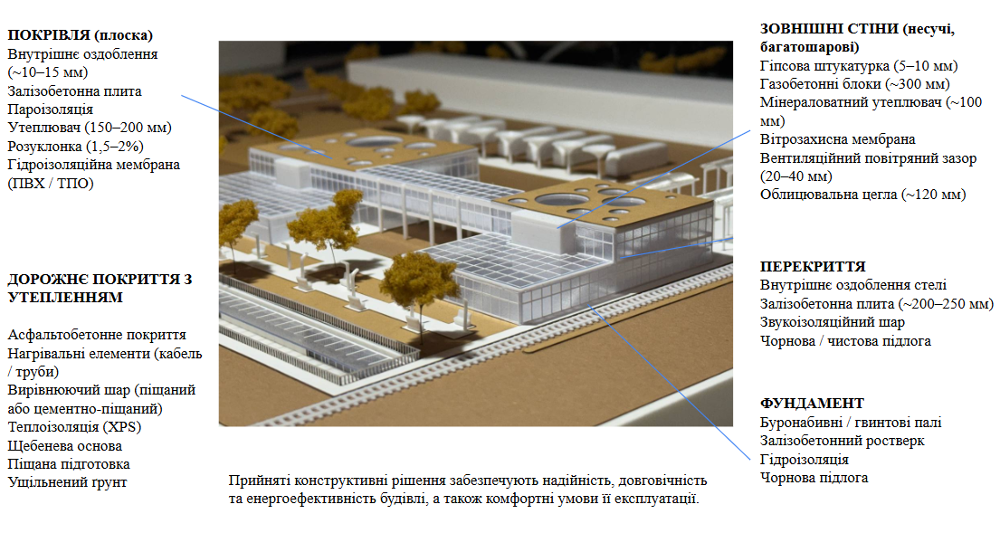 ПОКРІВЛЯ (плоска)
Внутрішнє оздоблення
(~10–15 мм)
Залізобетонна плита
Пароізоляція
Утеплювач (150–200 мм)
Розуклонка (1,5–2%)
Гідроізоляційна мембрана
(ПВХ / ТПО)
ДОРОЖНЄ ПОКРИТТЯ З
УТЕПЛЕННЯМ
Асфальтобетонне покриття
Нагрівальні елементи (кабель
/ труби)
Вирівнюючий шар (піщаний
або цементно-піщаний)
Теплоізоляція (XPS)
Щебенева основа
Піщана підготовка
Ущільнений ґрунт
ЗОВНІШНІ СТІНИ (несучі,
багатошарові)
Гіпсова штукатурка (5–10 мм)
Газобетонні блоки (~300 мм)
Мінераловатний утеплювач (~100
мм)
Вітрозахисна мембрана
Вентиляційний повітряний зазор
(20–40 мм)
Облицювальна цегла (~120 мм)
ПЕРЕКРИТТЯ
Внутрішнє оздоблення стелі
Залізобетонна плита (~200–250 мм)
Звукоізоляційний шар
Чорнова / чистова підлога
ФУНДАМЕНТ
Буронабивні / гвинтові палі
Залізобетонний ростверк
Гідроізоляція
Чорнова підлога
Прийняті конструктивні рішення забезпечують надійність, довговічність
та енергоефективність будівлі, а також комфортні умови її експлуатації.